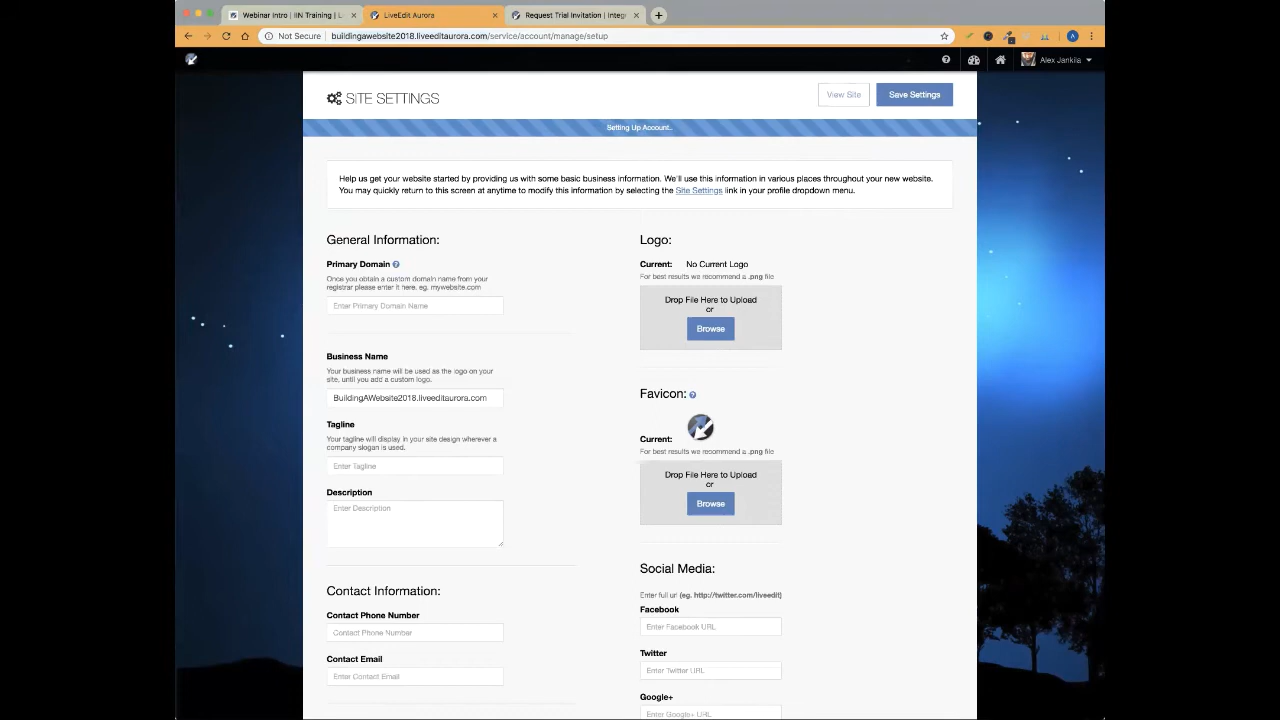 Webinar Intro | IIN Training | L
LiveEdit Aurora
Request Trial Invitation | Integr
Not Secure
buildingawebsite2018.liveeditaurora.com/service/account/manage/setup
Alex Jankila
SITE SETTINGS
View Site
Save Settings
Setting Up Account..
Help us get your website started by providing us with some basic business information. We'll use this information in various places throughout your new website.
You may quickly return to this screen at anytime to modify this information by selecting the Site Settings link in your profile dropdown menu.
General Information:
Primary Domain
Once you obtain a custom domain name from your
registrar please enter it here. eg. mywebsite.com
Enter Primary Domain Name
Business Name
Your business name will be used as the logo on your
site, until you add a custom logo.
BuildingAWebsite2018.liveeditaurora.com
Tagline
Your tagline will display in your site design wherever a
company slogan is used.
Enter Tagline
Description
Enter Description
Contact Information:
Contact Phone Number
Contact Phone Number
Contact Email
Enter Contact Email
Logo:
Current: No Current Logo
For best results we recommend a .png file
Drop File Here to Upload
or
Browse
Favicon:
Current:
For best results we recommend a .png file
Drop File Here to Upload
or
Browse
Social Media:
Enter full url (eg. http://twitter.com/liveedit)
Facebook
Enter Facebook URL
Twitter
Enter Twitter URL
Google+
Enter Google+ URL